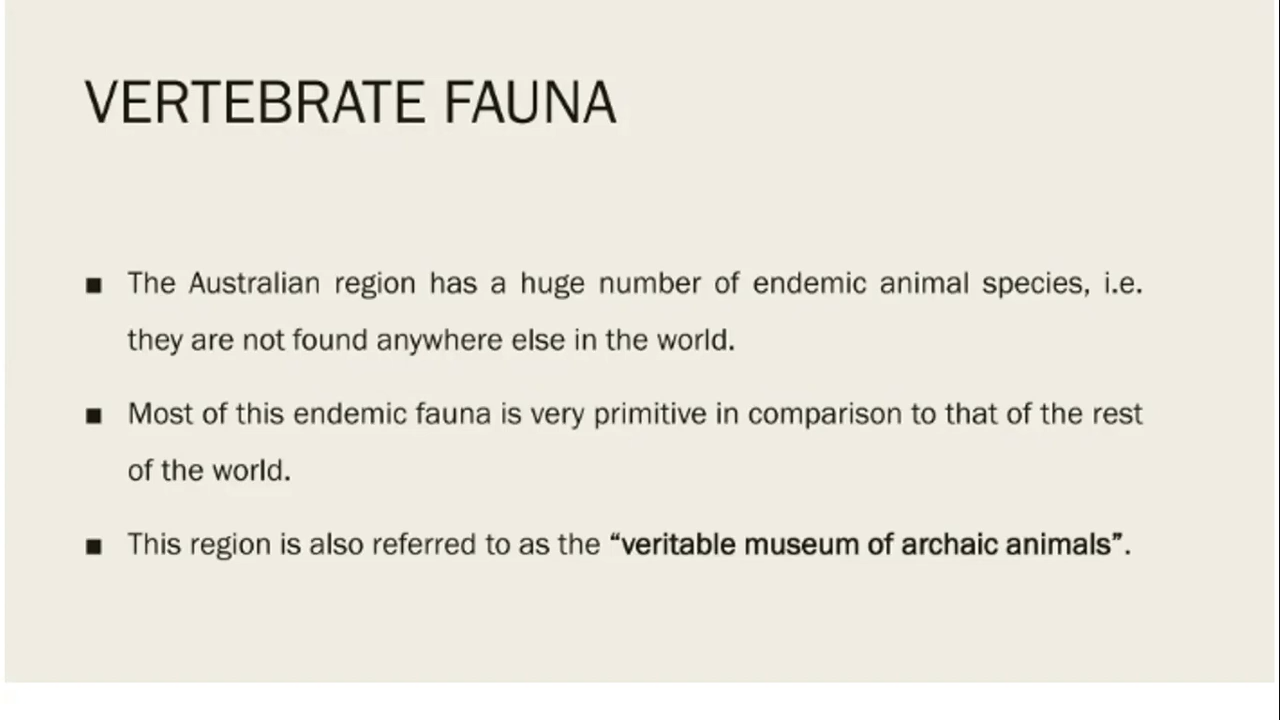 VERTEBRATE FAUNA
■ The Australian region has a huge number of endemic animal species, i.e.
they are not found anywhere else in the world.
■ Most of this endemic fauna is very primitive in comparison to that of the rest
of the world.
■ This region is also referred to as the “veritable museum of archaic animals”.